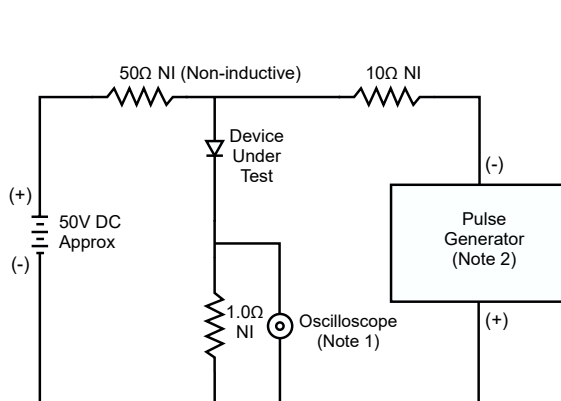 50Ω NI (Non-inductive)
10Ω NI
Device
Under
Test
(+)
50V DC
Approx
(-)
(-)
Pulse
Generator
(Note 2)
(+)
1.0Ω
NI
Oscilloscope
(Note 1)